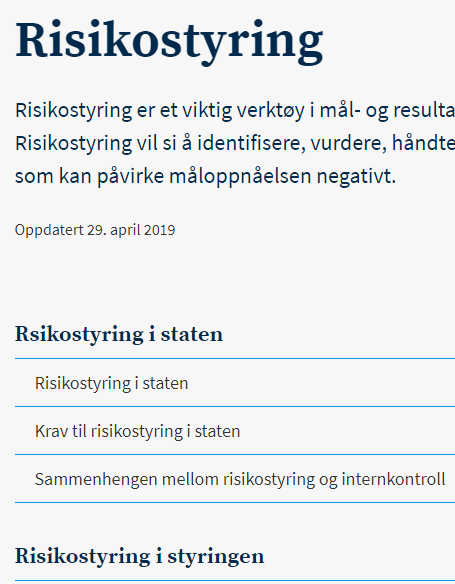 Risikostyring
Risikostyring er et viktig verktøy i mål- og resulta
Risikostyring vil si å identifisere, vurdere, håndte
som kan påvirke måloppnåelsen negativt.
Oppdatert 29. april 2019
Rsikostyring i staten
Risikostyring i staten
Krav til risikostyring i staten
Sammenhengen mellom risikostyring og internkontroll
Risikostyring i styringen